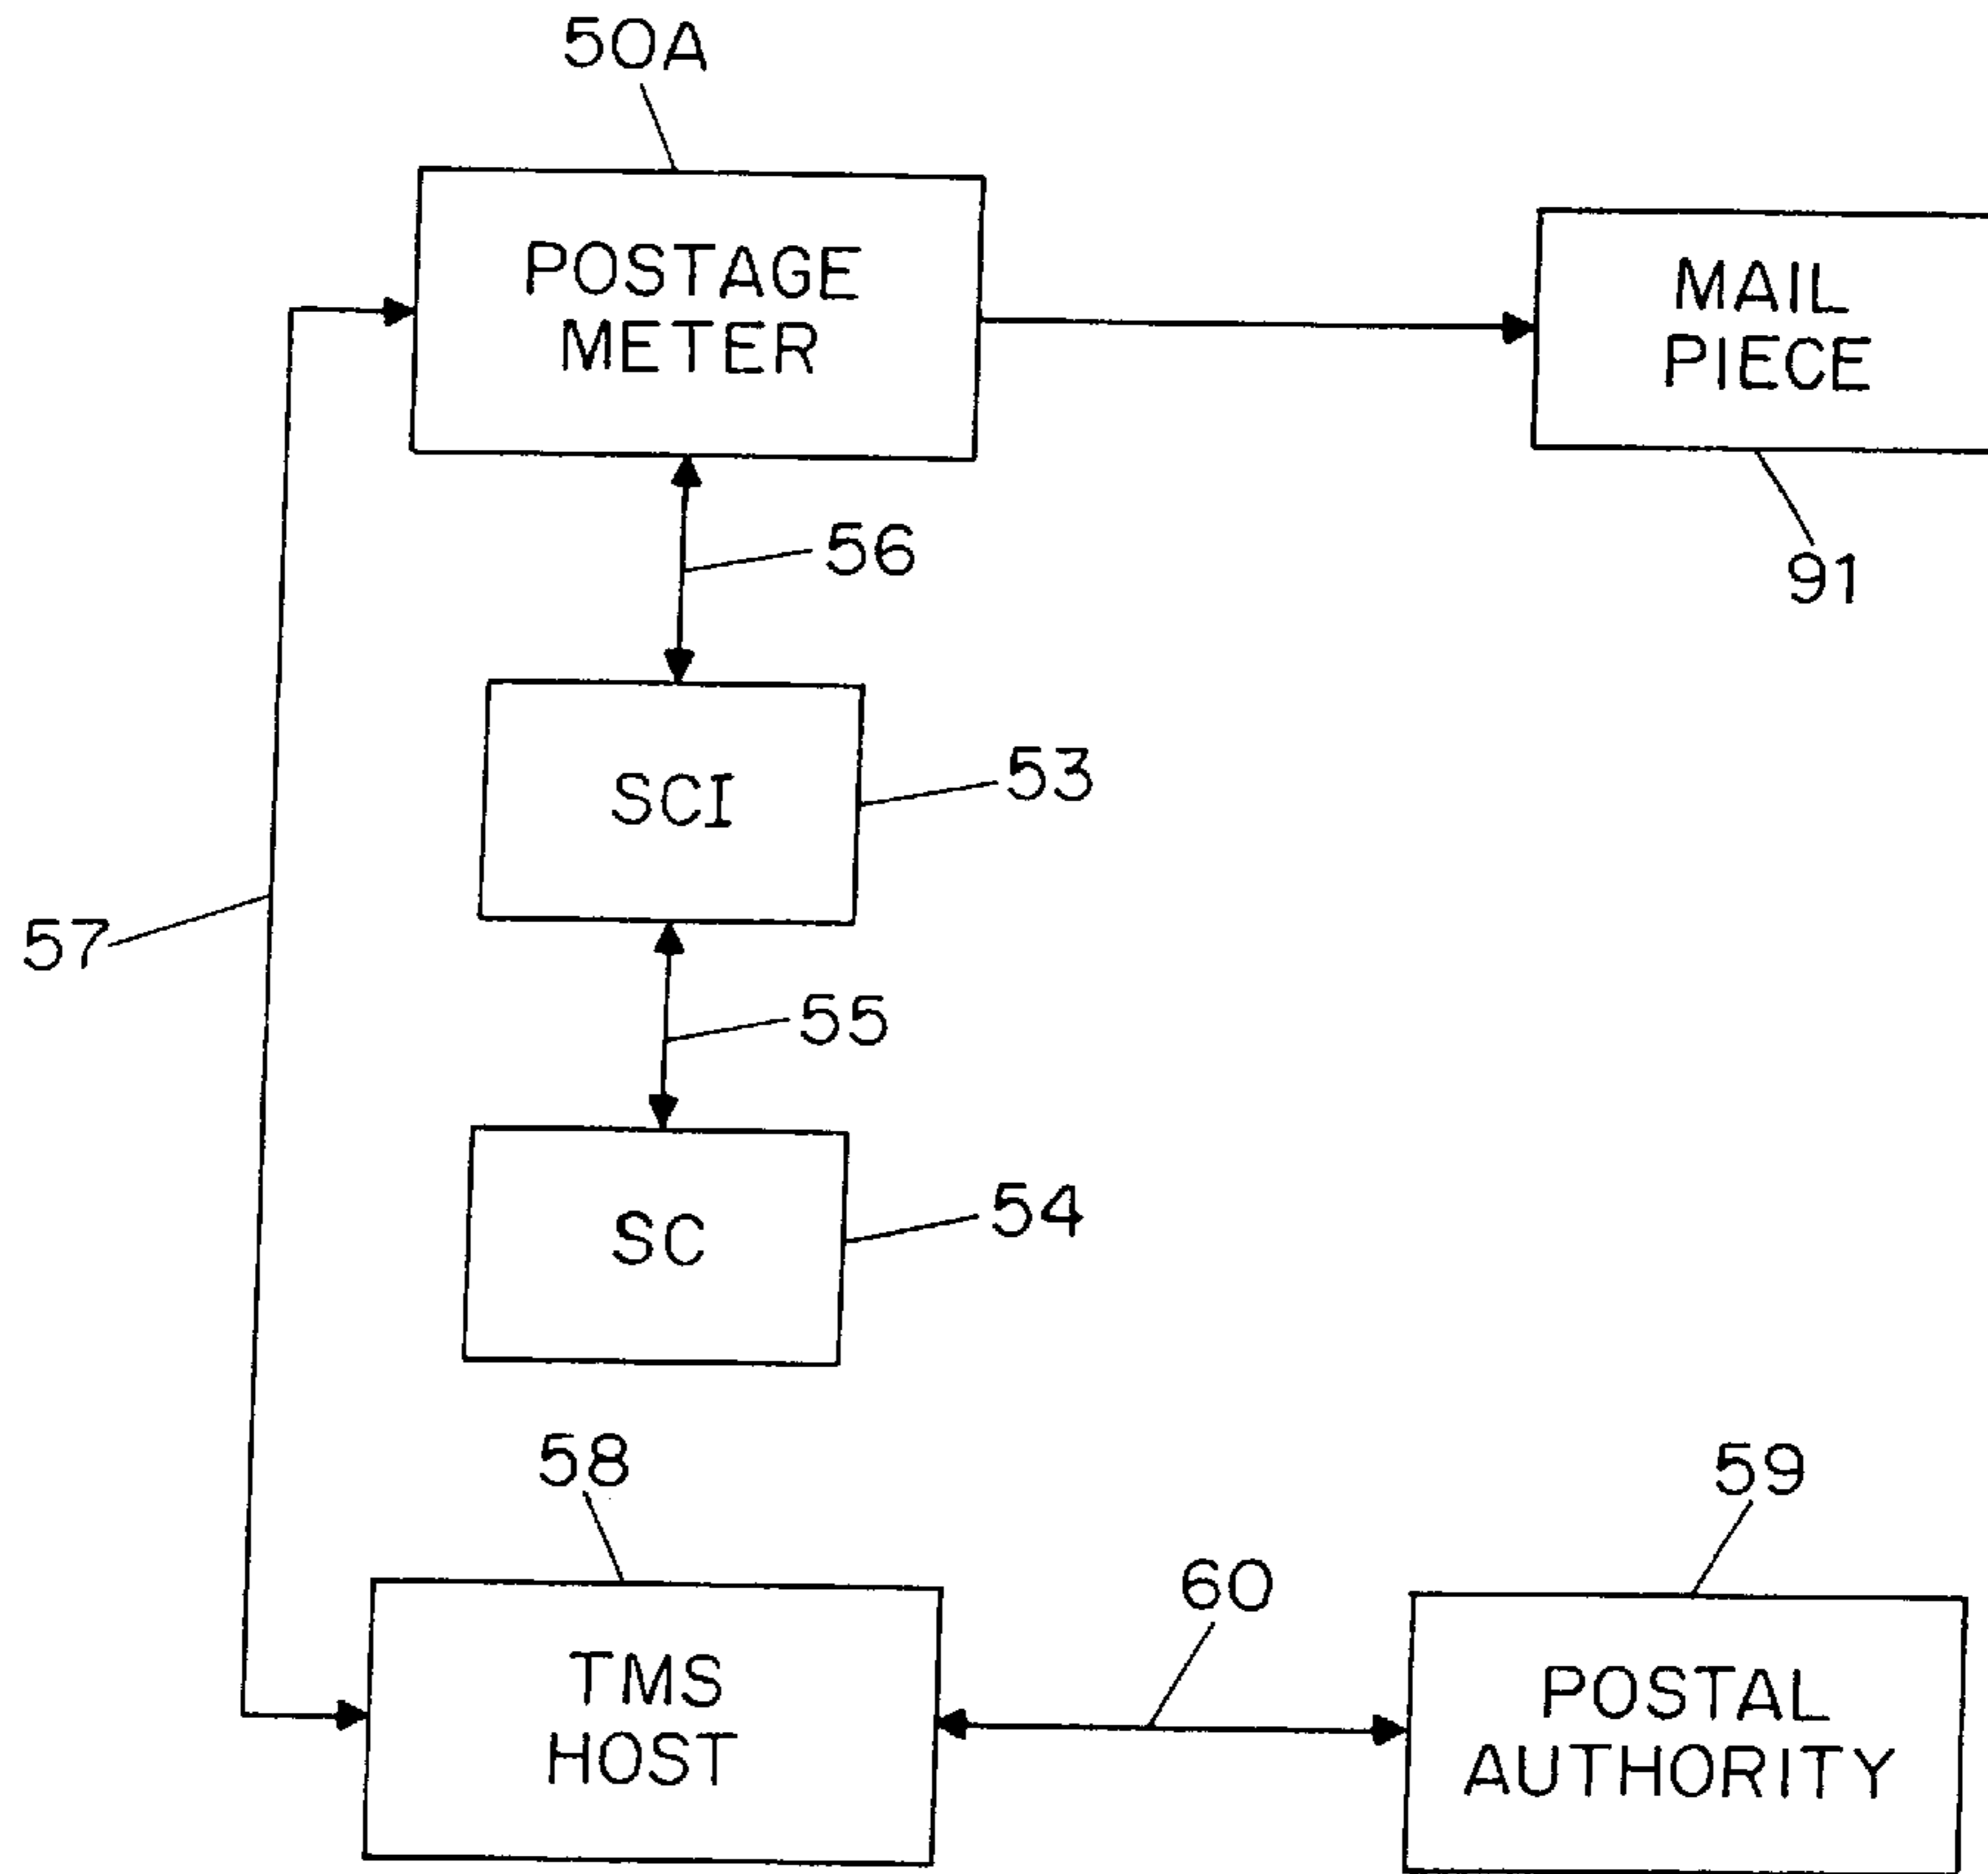 50A
POSTAGE
METER
MAIL
PIECE
56
91
SCI
53
57
55
SC
54
58
59
60
TMS
HOST
POSTAL
AUTHORITY